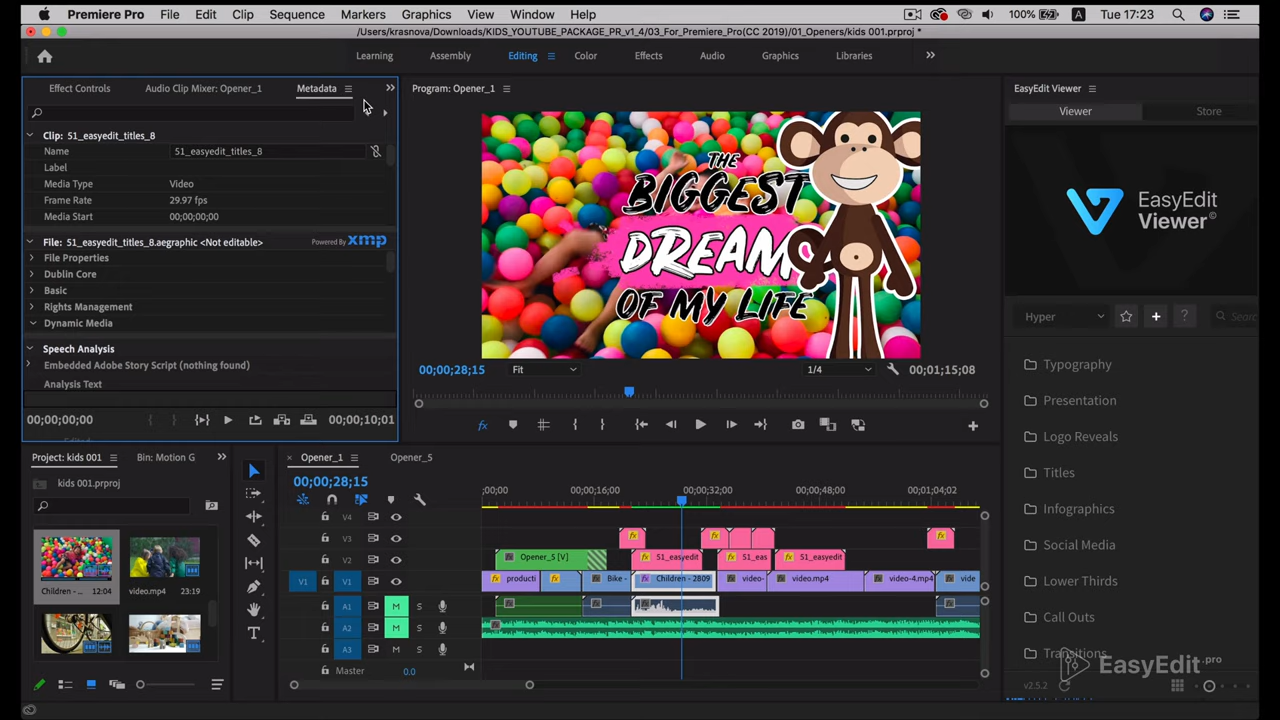 Premiere Pro File Edit Clip Sequence Markers Graphics View Window Help 100% A Tue 17:23
/Users/krasnova/Downloads/KIDS_YOUTUBE_PACKAGE_PR_v1_4/03_For_Premiere_Pro(CC 2019)/01_Openers/kids 001.prproj *
Learning Assembly Editing Color Effects Audio Graphics Libraries
Effect Controls Audio Clip Mixer: Opener_1 Metadata
Clip: 51_easyedit_titles_8
Name 51_easyedit_titles_8
Label
Media Type Video
Frame Rate 29.97 fps
Media Start 00;00;00;00
File: 51_easyedit_titles_8.aegraphic <Not editable> Powered By xmp
File Properties
Dublin Core
Basic
Rights Management
Dynamic Media
Speech Analysis
Embedded Adobe Story Script (nothing found)
Analysis Text
00;00;00;00 00;00;10;01
Program: Opener_1
THE
BIGGEST
DREAM
OF MY LIFE
00;00;28;15 Fit 1/4 00;01;15;08
fx
EasyEdit Viewer
Viewer Store
EasyEdit
Viewer©
Hyper + ?
Typography
Presentation
Logo Reveals
Titles
Infographics
Social Media
Lower Thirds
Call Outs
Transitions
EasyEdit.pro
v2.5.2
Project: kids 001 Bin: Motion G
kids 001.prproj
Children - ... 12:04 video.mp4 23:19
Opener_1 Opener_5
00;00;28;15
;00;00 00;00;16;00 00;00;32;00 00;00;48;00 00;01;04;02
V4
V3 fx fx fx
V2 Opener_5 [V] 51_easyedit 51_eas 51_easyedit
V1 V1 producti Bike - Children - 2809 video- video.mp4 video-4.mp4 vide
A1 M S
A2 M S
A3 M S
Master 0.0